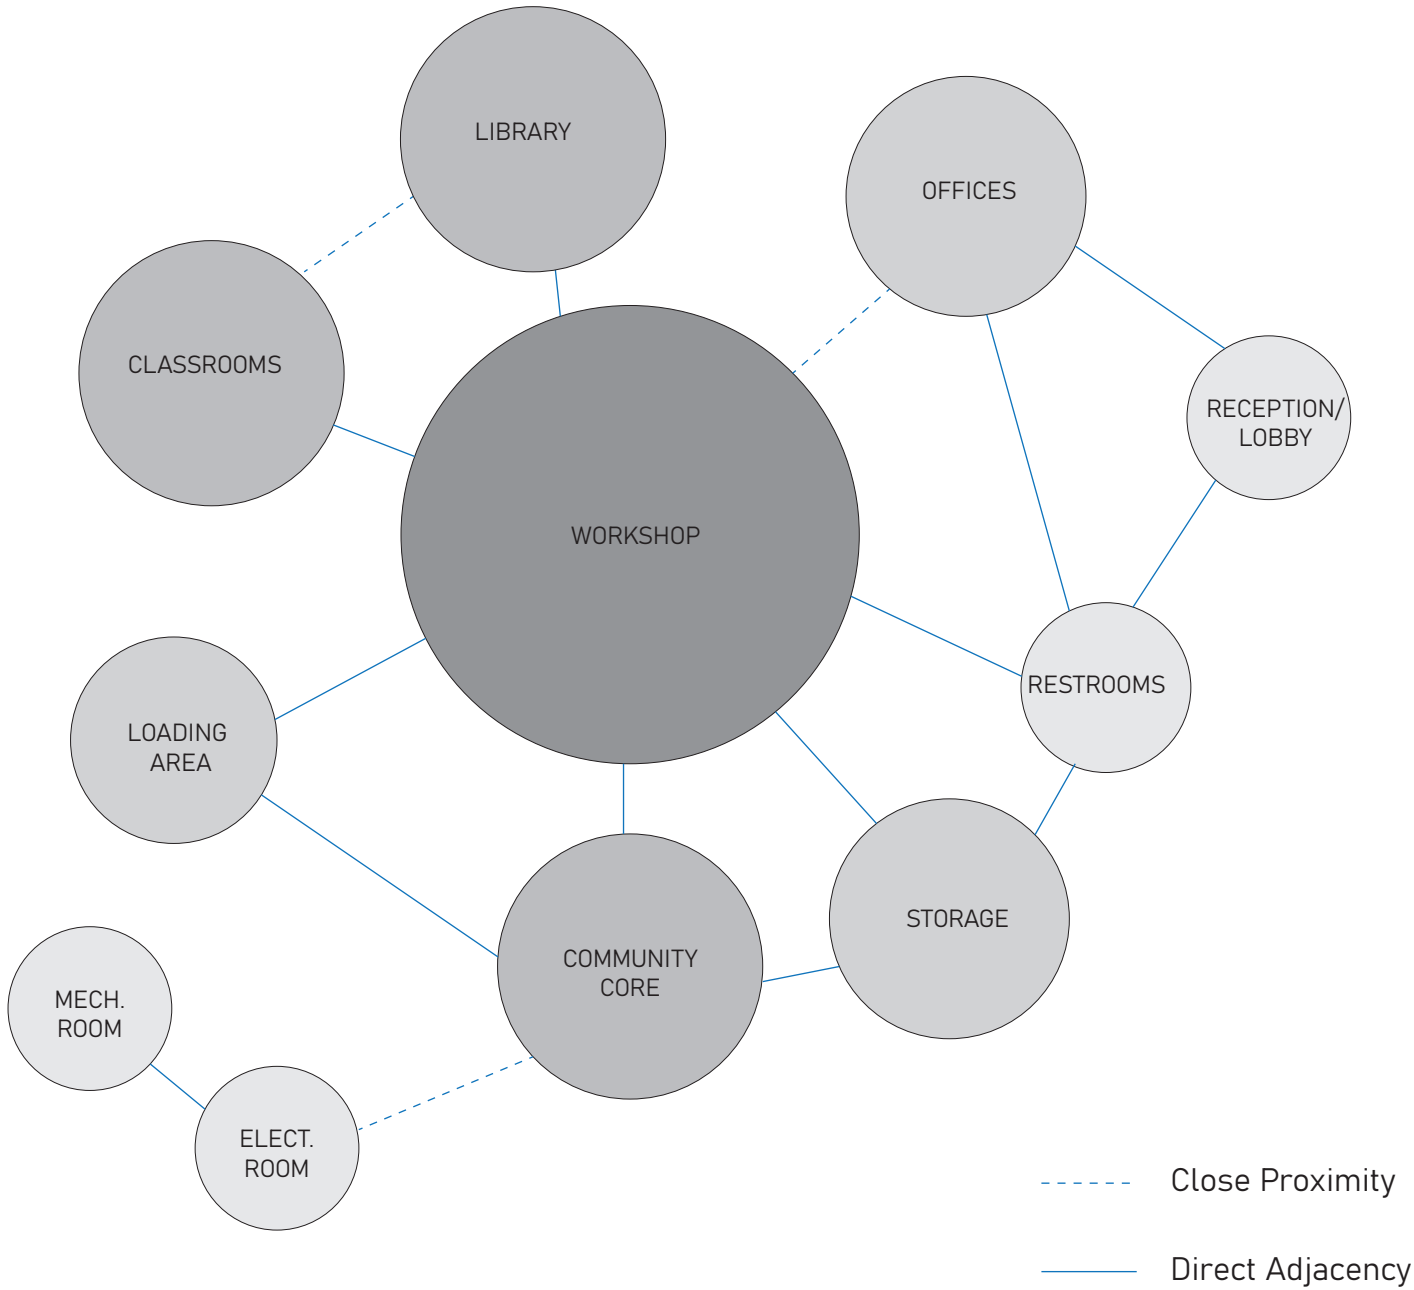 LIBRARY
OFFICES
CLASSROOMS
RECEPTION/
LOBBY
WORKSHOP
RESTROOMS
LOADING
AREA
STORAGE
COMMUNITY
CORE
MECH.
ROOM
ELECT.
ROOM
Close Proximity
Direct Adjacency